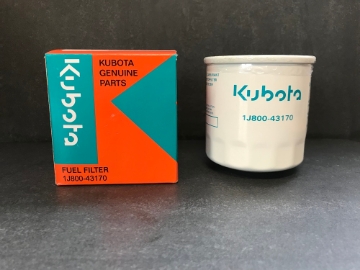 Kubota
KUBOTA
GENUINE
PARTS
FUEL FILTER
1J800-43170
Kubota
1J800-43170